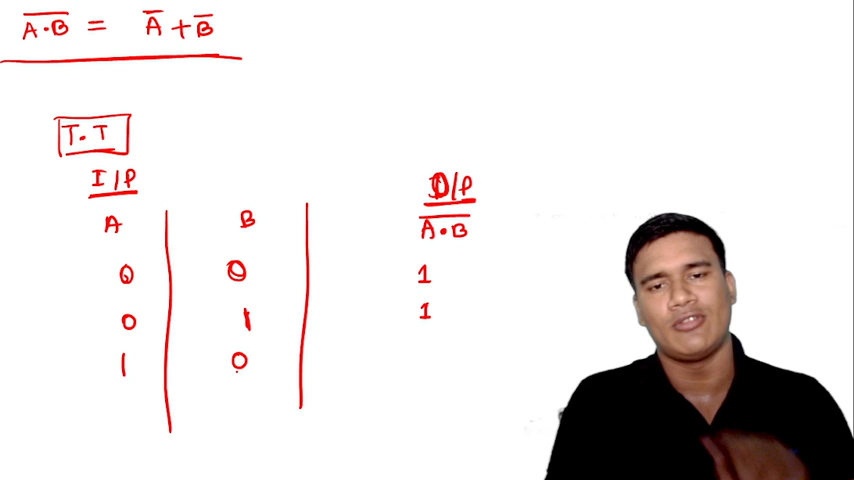 A̅·̅B̅ = A̅ + B̅
T·T
I/P
O/P
A B A̅·̅B̅
0 0 1
0 1 1
1 0